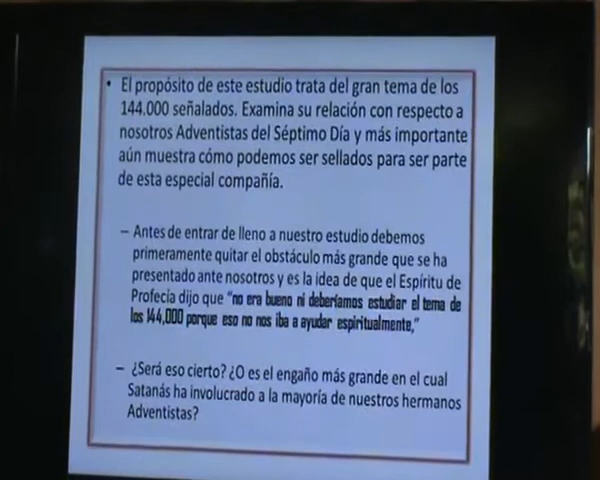 • El propósito de este estudio trata del gran tema de los
144.000 señalados. Examina su relación con respecto a
nosotros Adventistas del Séptimo Día y más importante
aún muestra cómo podemos ser sellados para ser parte
de esta especial compañía.
– Antes de entrar de lleno a nuestro estudio debemos
primeramente quitar el obstáculo más grande que se ha
presentado ante nosotros y es la idea de que el Espíritu de
Profecía dijo que “no era bueno ni deberíamos estudiar el tema de
los 144,000 porque eso no nos iba a ayudar espiritualmente,”
– ¿Será eso cierto? ¿O es el engaño más grande en el cual
Satanás ha involucrado a la mayoría de nuestros hermanos
Adventistas?